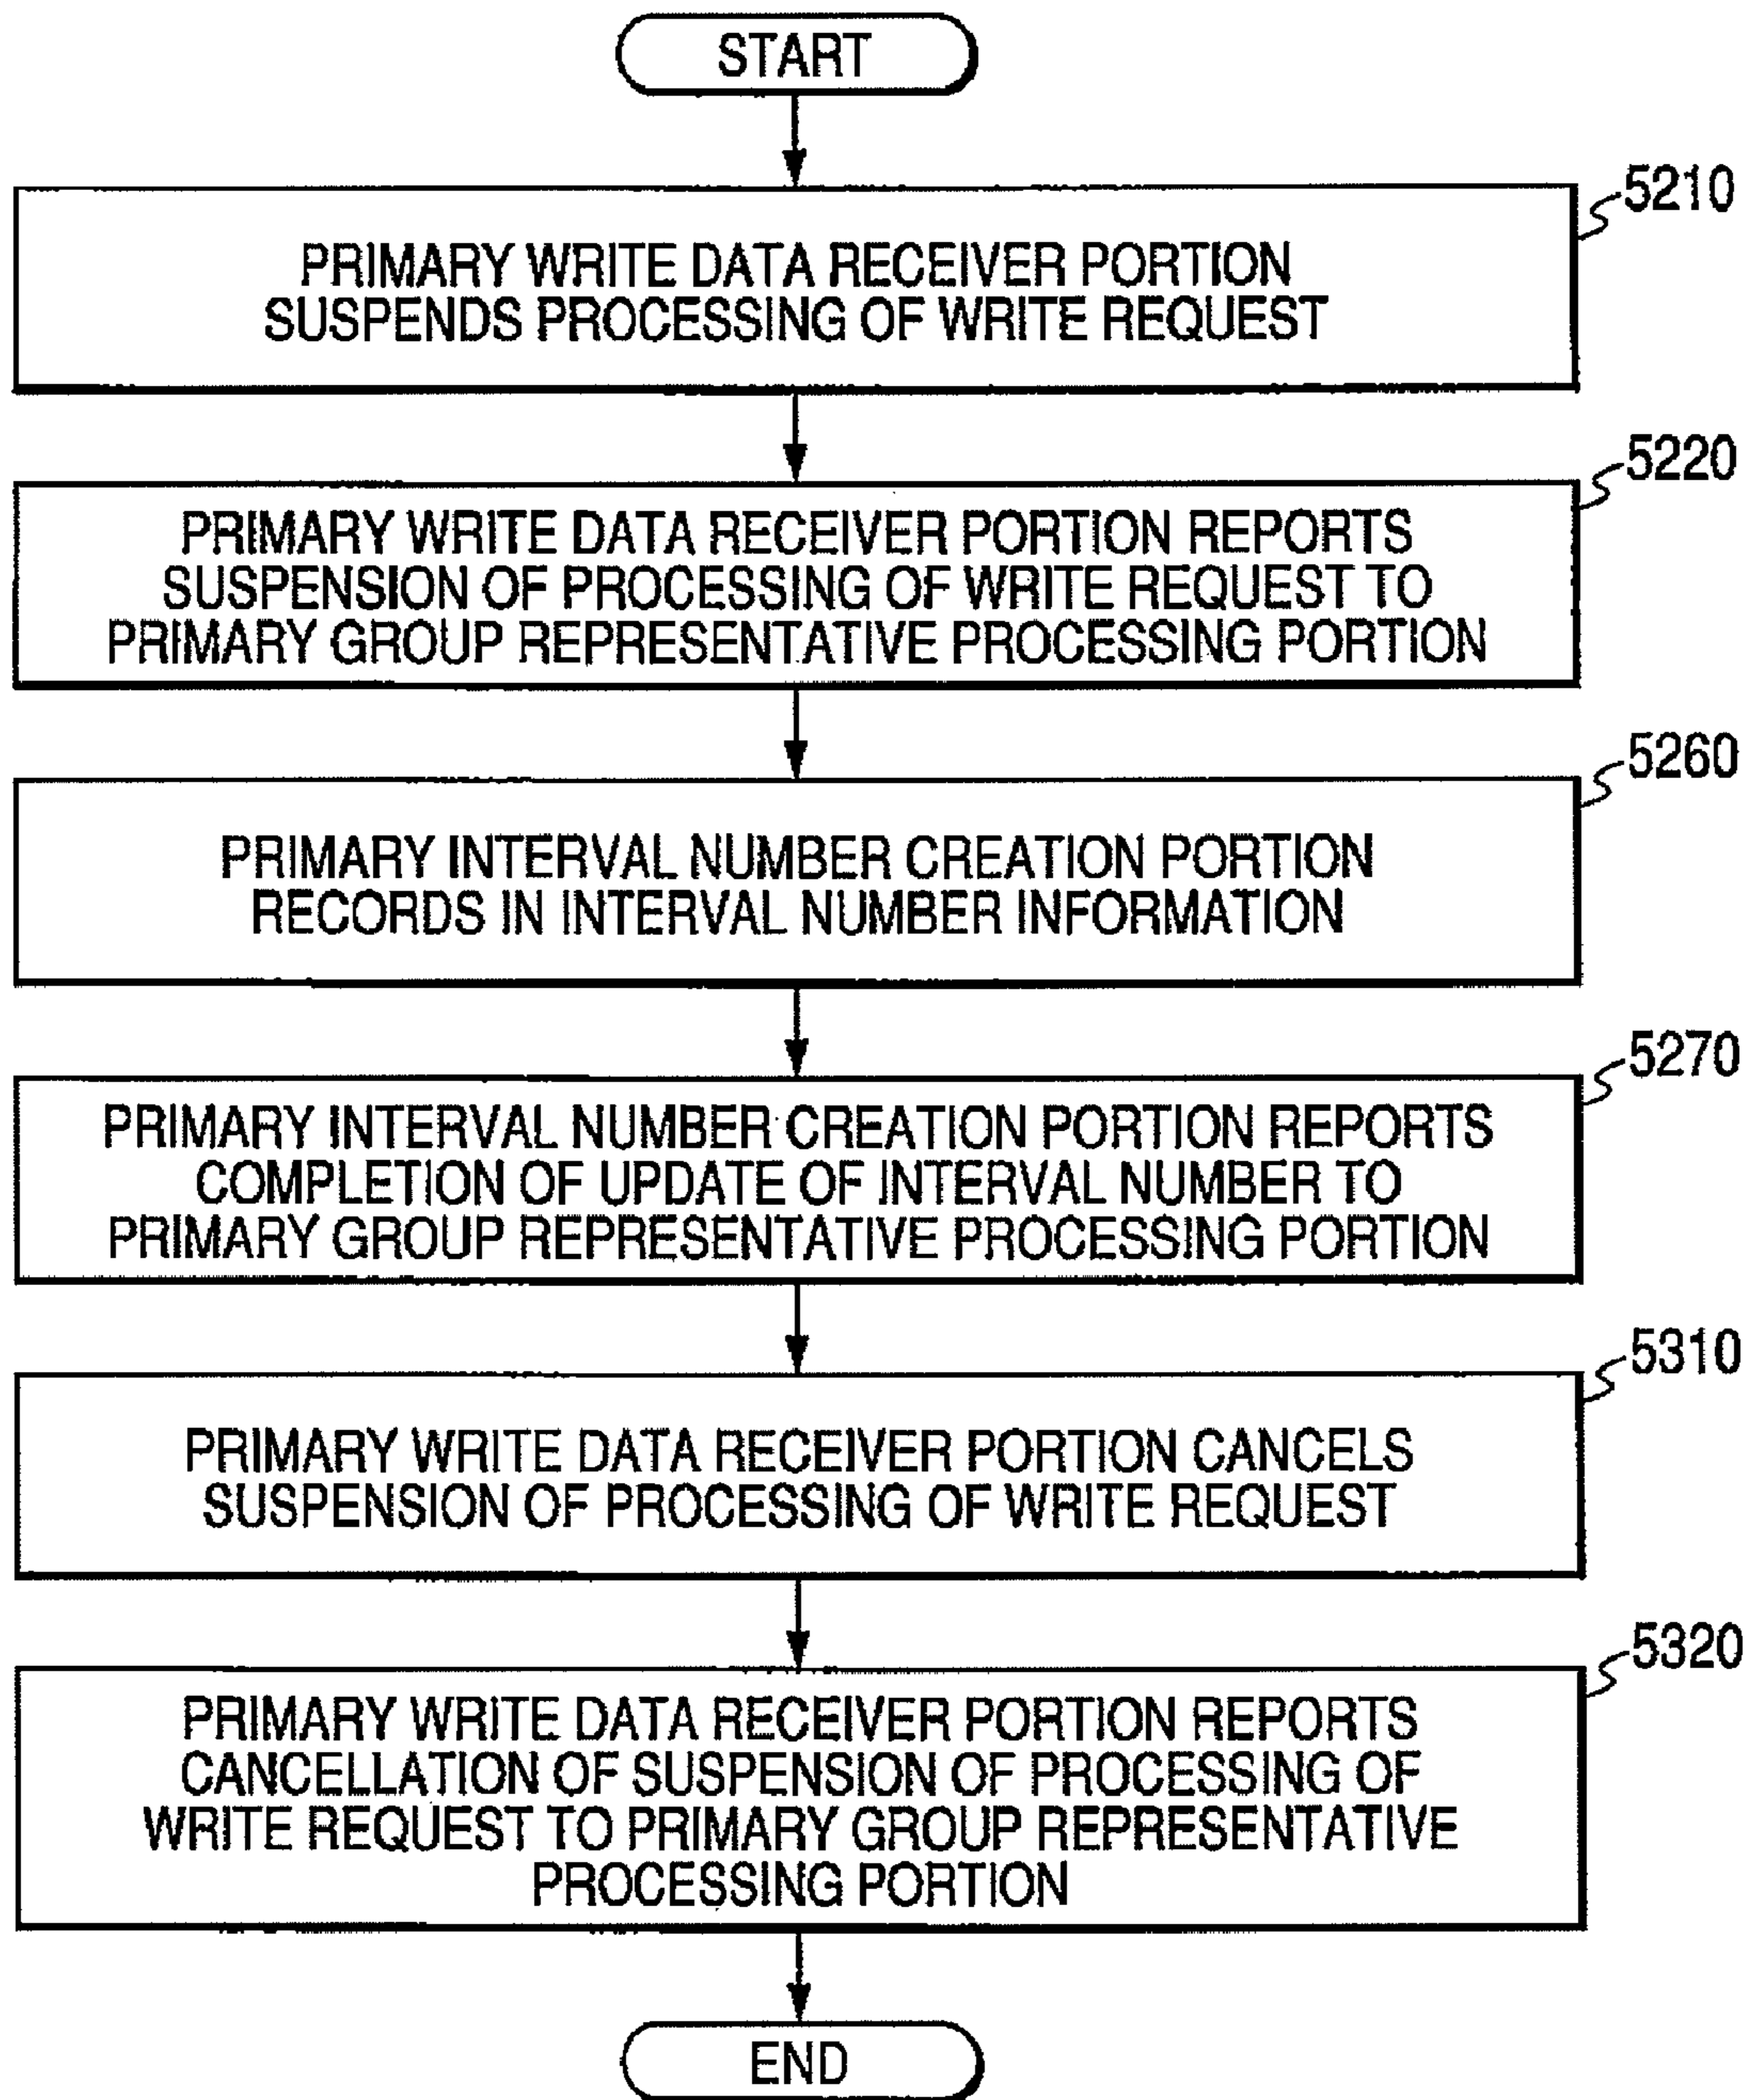 START
5210
PRIMARY WRITE DATA RECEIVER PORTION
SUSPENDS PROCESSING OF WRITE REQUEST
5220
PRIMARY WRITE DATA RECEIVER PORTION REPORTS
SUSPENSION OF PROCESSING OF WRITE REQUEST TO
PRIMARY GROUP REPRESENTATIVE PROCESSING PORTION
5260
PRIMARY INTERVAL NUMBER CREATION PORTION
RECORDS IN INTERVAL NUMBER INFORMATION
5270
PRIMARY INTERVAL NUMBER CREATION PORTION REPORTS
COMPLETION OF UPDATE OF INTERVAL NUMBER TO
PRIMARY GROUP REPRESENTATIVE PROCESSING PORTION
5310
PRIMARY WRITE DATA RECEIVER PORTION CANCELS
SUSPENSION OF PROCESSING OF WRITE REQUEST
5320
PRIMARY WRITE DATA RECEIVER PORTION REPORTS
CANCELLATION OF SUSPENSION OF PROCESSING OF
WRITE REQUEST TO PRIMARY GROUP REPRESENTATIVE
PROCESSING PORTION
END